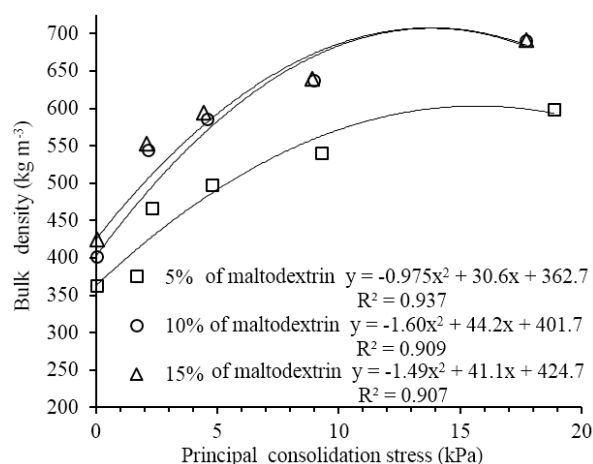 700
650
600
550
500
450
400
350
300
250
200
Bulk density (kg m⁻³)
5% of maltodextrin y = -0.975x² + 30.6x + 362.7
R² = 0.937
10% of maltodextrin y = -1.60x² + 44.2x + 401.7
R² = 0.909
15% of maltodextrin y = -1.49x² + 41.1x + 424.7
R² = 0.907
0 5 10 15 20
Principal consolidation stress (kPa)